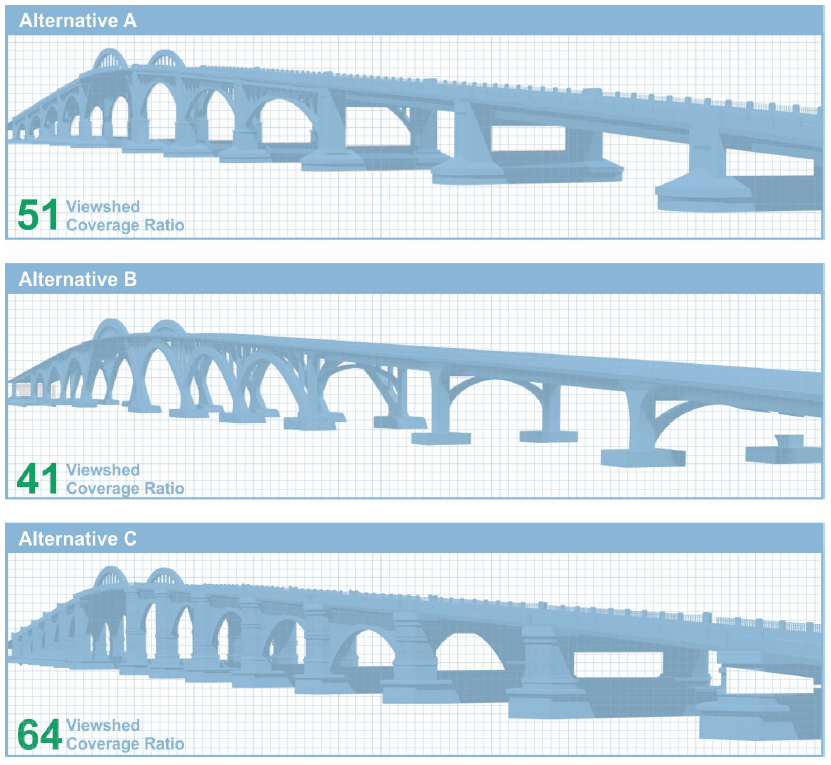 Alternative A
51 Viewshed
Coverage Ratio
Alternative B
41 Viewshed
Coverage Ratio
Alternative C
64 Viewshed
Coverage Ratio